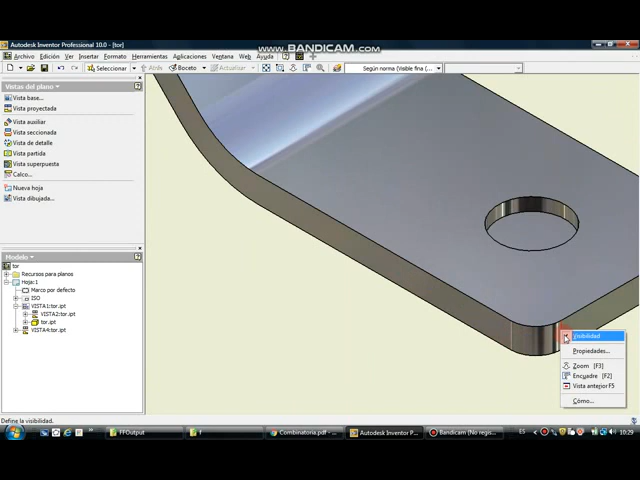 Autodesk Inventor Professional 10.0 - [tor]
WWW.BANDICAM.COM
Archivo Edición Ver Insertar Formato Herramientas Aplicaciones Ventana Web Ayuda
Seleccionar Atrás Boceto Actualizar Según norma (Visible fina (...
Vistas del plano
Vista base...
Vista proyectada
Vista auxiliar
Vista seccionada
Vista de detalle
Vista partida
Vista superpuesta
Calco...
Nueva hoja
Vista dibujada...
Modelo
tor
Recursos para planos
Hoja:1
Marco por defecto
ISO
VISTA1:tor.ipt
VISTA2:tor.ipt
tor.ipt
VISTA4:tor.ipt
Visibilidad
Propiedades...
Zoom [F3]
Encuadre [F2]
Vista anterior F5
Cómo...
Define la visibilidad.
FFOutput
f
Combinatoria.pdf - ...
Autodesk Inventor P...
Bandicam (No regis...
ES
10:29